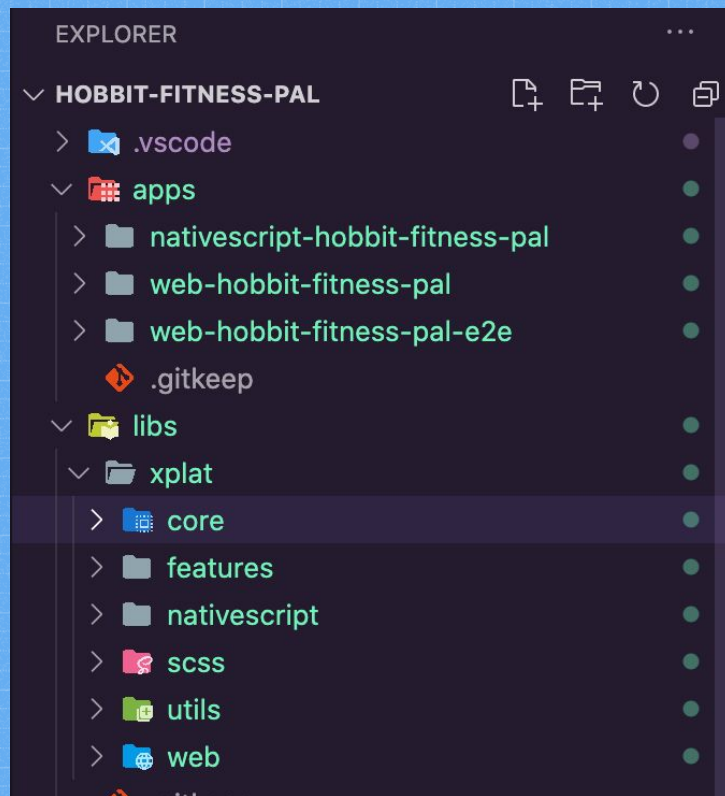 EXPLORER
HOBBIT-FITNESS-PAL
.vscode
apps
nativescript-hobbit-fitness-pal
web-hobbit-fitness-pal
web-hobbit-fitness-pal-e2e
.gitkeep
libs
xplat
core
features
nativescript
scss
utils
web